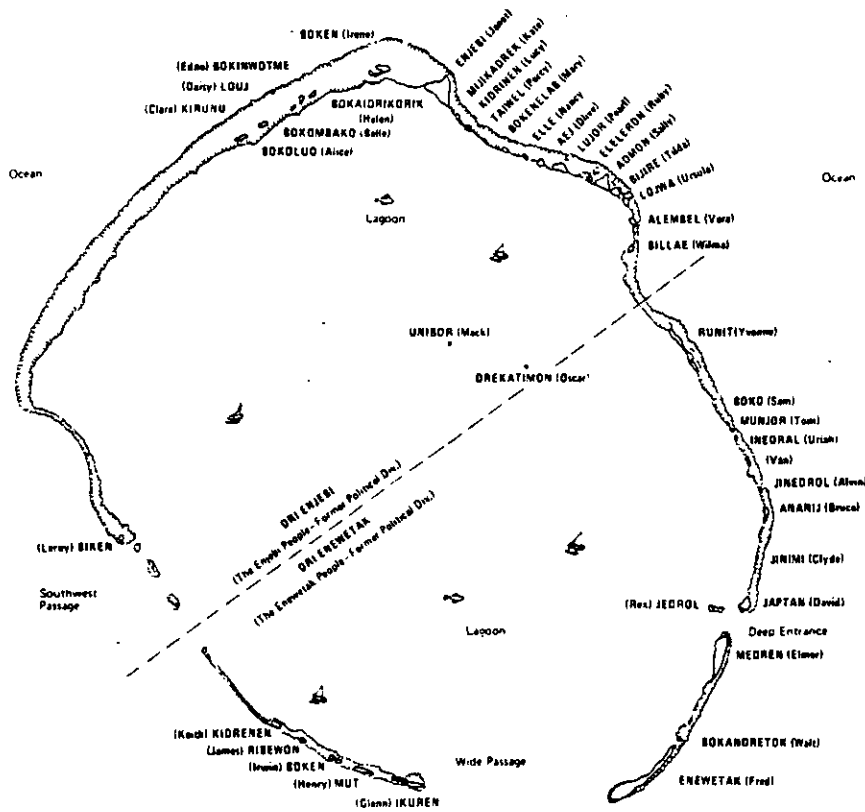 BOKEN (Irene)
(Edna) BOKINWOTME
(Daisy) LOUJ
(Clara) KIRUNU
BOKAIDRIKDRIK
(Helen)
BOKOMBAKO (Belle)
BOKOLUO (Alice)
ENJEBI (Janet)
MIJIKADREK (Kate)
KIDRINEN (Lucy)
TAIWEL (Percy)
BOKENELAB (Mary)
ELLE (Nancy
AEJ (Olive)
LUJOR (Pearl)
ELELERON (Ruby)
AOMON (Sally)
BIJIRE (Tilda)
LOJWA (Ursula)
ALEMBEL (Vera)
BILLAE (Wilma)
Ocean
Ocean
Lagoon
UNIBOR (Mack)
DREKATIMON (Oscar)
RUNIT (Yvonne)
BOKO (Sam)
MUNJOR (Tom)
INEDRAL (Uriah)
(Van)
JINEDROL (Alvin)
ANANIJ (Bruce)
JINIMI (Clyde)
JAPTAN (David)
(Rex) JEDROL
Deep Entrance
MEDREN (Elmer)
BOKANDRETOK (Walt)
ENEWETAK (Fred)
DRI ENJEBI
(The Enjebi People - Former Political Div.)
DRI ENEWETAK
(The Enewetak People - Former Political Div.)
(Leroy) BIKEN
Southwest
Passage
Lagoon
(Keith) KIDRENEN
(James) RIBEWON
(Irwin) BOKEN
(Henry) MUT
(Glenn) IKUREN
Wide Passage